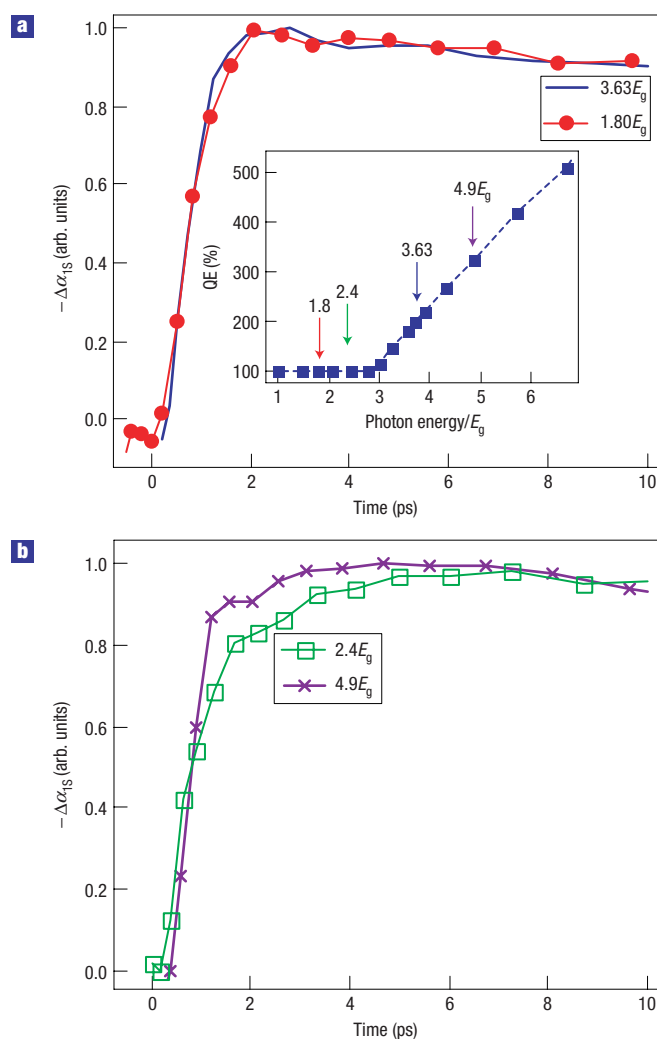 a
1.0
0.8
0.6
0.4
0.2
0.0
−Δα1S (arb. units)
0 2 4 6 8 10
Time (ps)
3.63Eg
1.80Eg
500
400
300
200
100
QE (%)
1.8
2.4
3.63
4.9Eg
1 2 3 4 5 6
Photon energy/Eg
b
1.0
0.8
0.6
0.4
0.2
0.0
−Δα1S (arb. units)
0 2 4 6 8 10
Time (ps)
2.4Eg
4.9Eg